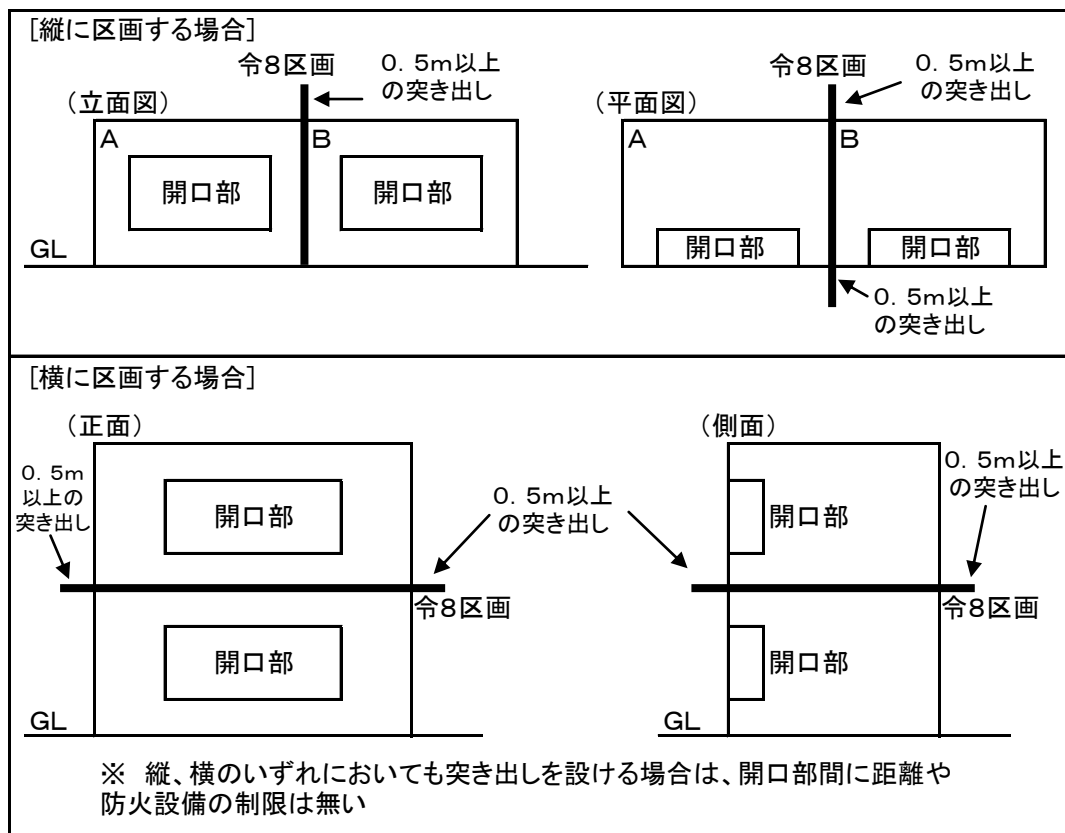 [縦に区画する場合]
令8区画
0.5m以上
の突き出し
(立面図)
A
B
開口部
開口部
GL
令8区画
0.5m以上
の突き出し
(平面図)
A
B
開口部
開口部
0.5m以上
の突き出し
[横に区画する場合]
(正面)
0.5m
以上の
突き出し
開口部
0.5m以上
の突き出し
令8区画
開口部
GL
(側面)
0.5m以上
の突き出し
開口部
令8区画
開口部
GL
※ 縦、横のいずれにおいても突き出しを設ける場合は、開口部間に距離や
防火設備の制限は無い